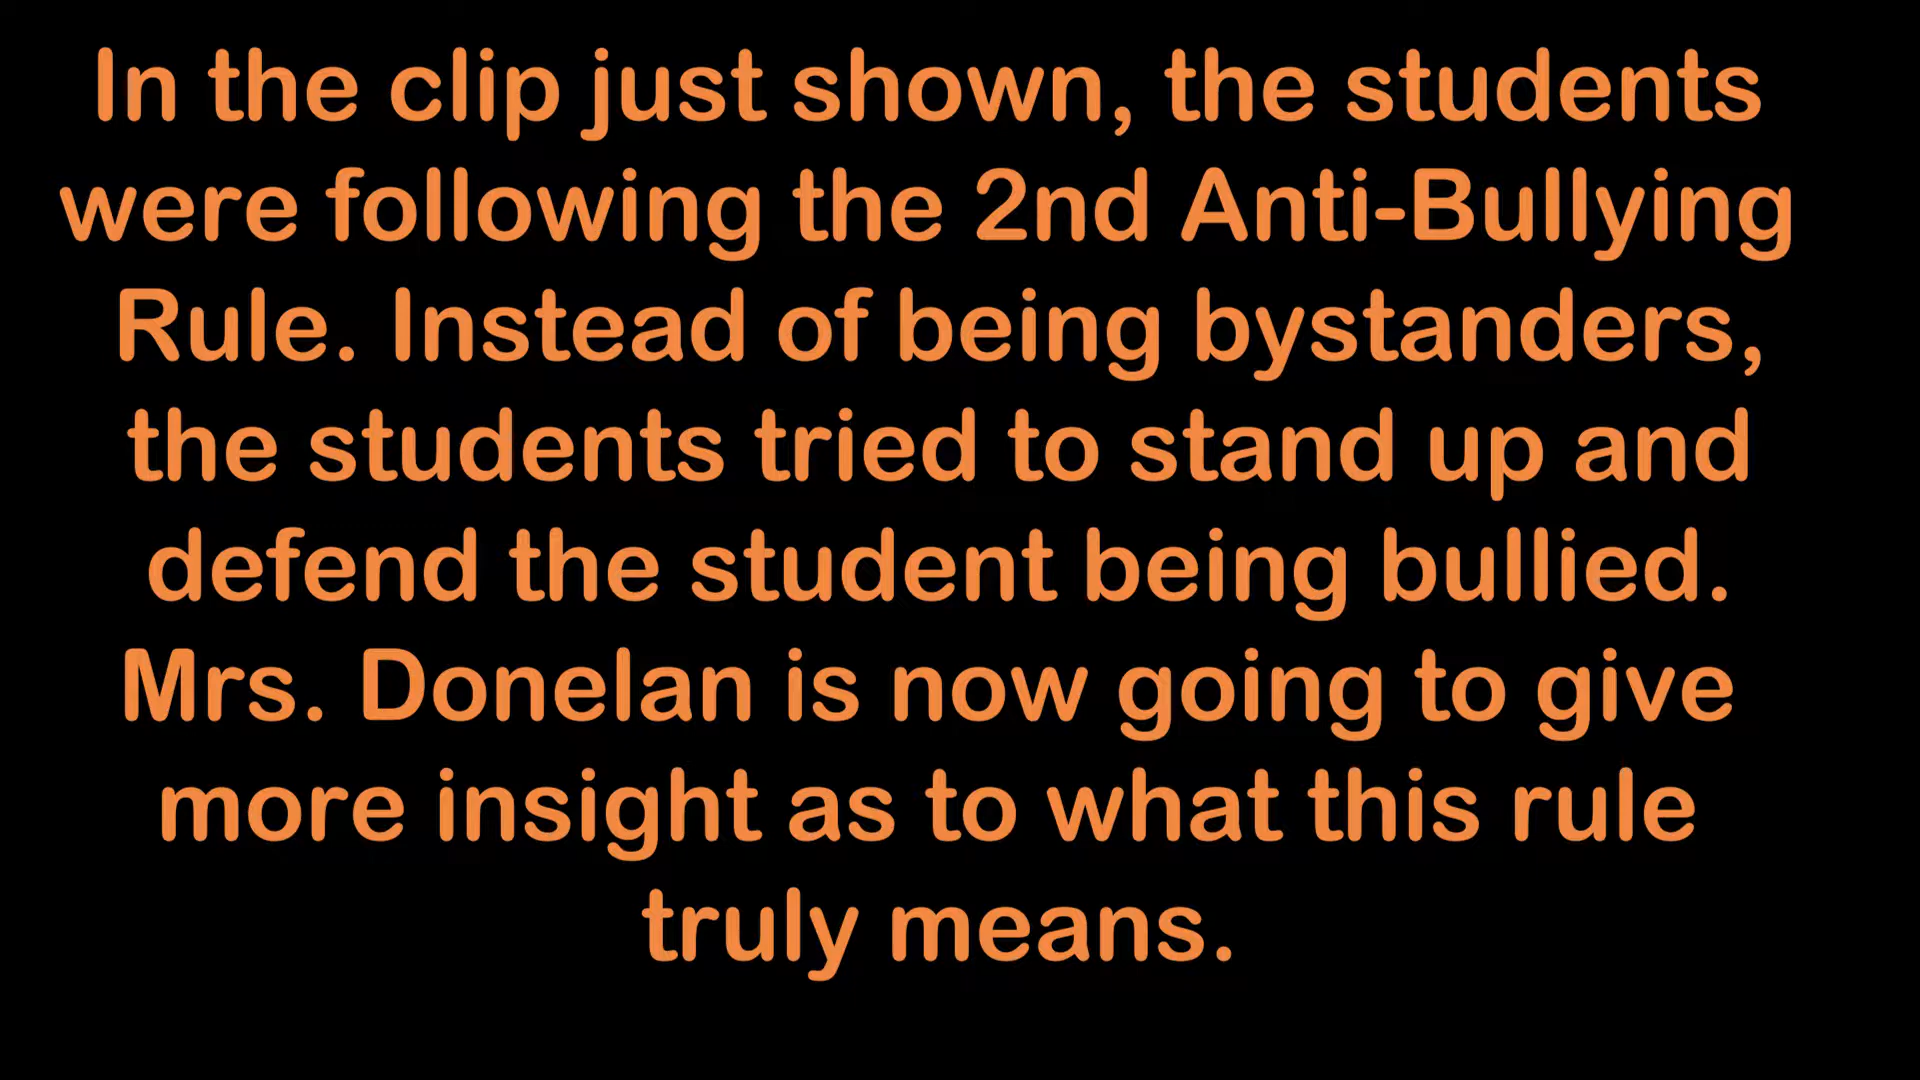 In the clip just shown, the students
were following the 2nd Anti-Bullying
Rule. Instead of being bystanders,
the students tried to stand up and
defend the student being bullied.
Mrs. Donelan is now going to give
more insight as to what this rule
truly means.